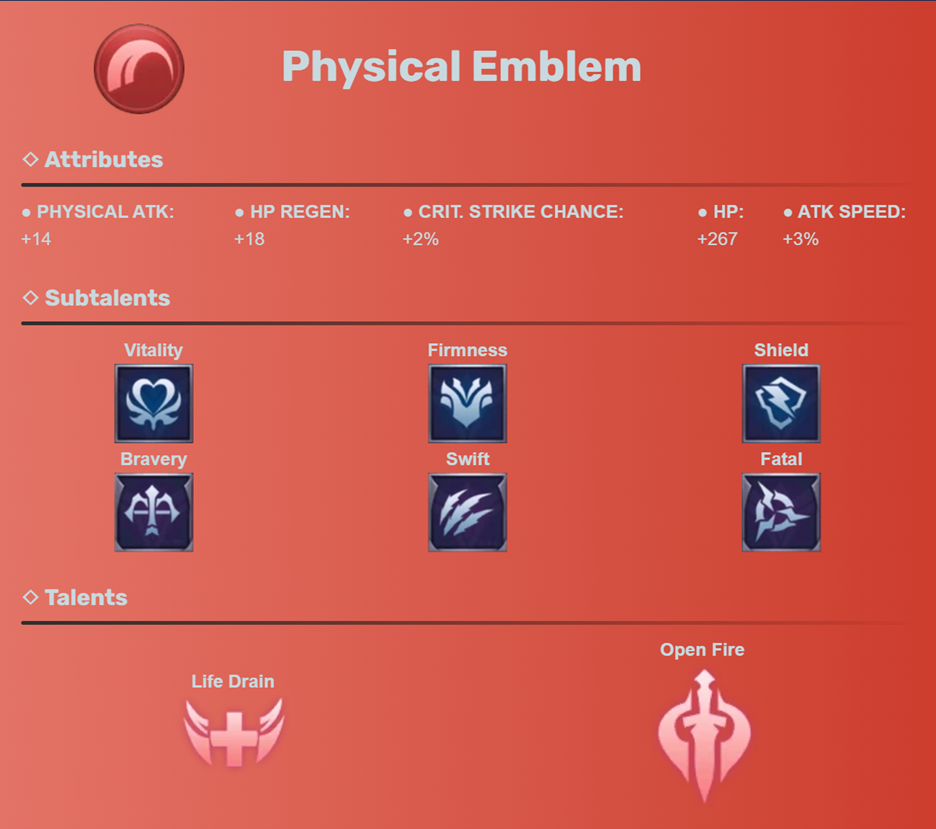 Physical Emblem
◇ Attributes
● PHYSICAL ATK: ● HP REGEN: ● CRIT. STRIKE CHANCE: ● HP: ● ATK SPEED:
+14 +18 +2% +267 +3%
◇ Subtalents
Vitality Firmness Shield
Bravery Swift Fatal
◇ Talents
Open Fire
Life Drain